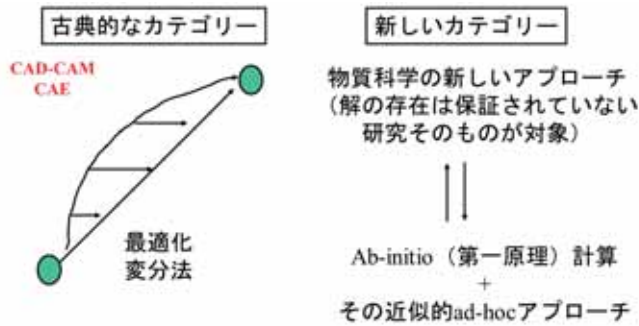 古典的なカテゴリー
CAD-CAM
CAE
最適化
変分法
新しいカテゴリー
物質科学の新しいアプローチ
（解の存在は保証されていない
研究そのものが対象）
Ab-initio（第一原理）計算
+
その近似的ad-hocアプローチ